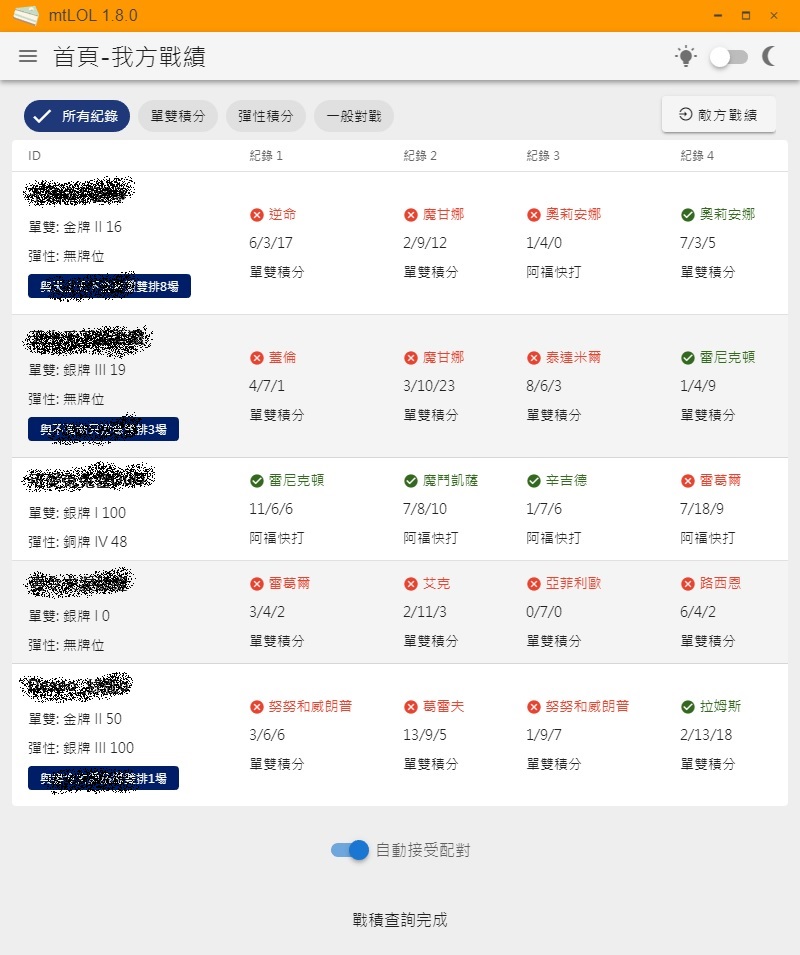 mtLOL 1.8.0
首頁-我方戰績
所有紀錄 單雙積分 彈性積分 一般對戰 敵方戰績
ID 紀錄 1 紀錄 2 紀錄 3 紀錄 4
逆命 魔甘娜 奧莉安娜 奧莉安娜
單雙: 金牌 II 16
6/3/17 2/9/12 1/4/0 7/3/5
彈性: 無牌位
單雙積分 單雙積分 阿福快打 單雙積分
雙排8場
蓋倫 魔甘娜 泰達米爾 雷尼克頓
單雙: 銀牌 III 19
4/7/1 3/10/23 8/6/3 1/4/9
彈性: 無牌位
單雙積分 單雙積分 單雙積分 單雙積分
排3場
雷尼克頓 魔鬥凱薩 辛吉德 雷葛爾
單雙: 銀牌 I 100
11/6/6 7/8/10 1/7/6 7/18/9
彈性: 銅牌 IV 48
阿福快打 阿福快打 阿福快打 阿福快打
雷葛爾 艾克 亞菲利歐 路西恩
單雙: 銀牌 I 0
3/4/2 2/11/3 0/7/0 6/4/2
彈性: 無牌位
單雙積分 單雙積分 單雙積分 單雙積分
努努和威朗普 葛雷夫 努努和威朗普 拉姆斯
單雙: 金牌 II 50
3/6/6 13/9/5 1/9/7 2/13/18
彈性: 銀牌 III 100
單雙積分 單雙積分 單雙積分 單雙積分
排1場
自動接受配對
戰積查詢完成